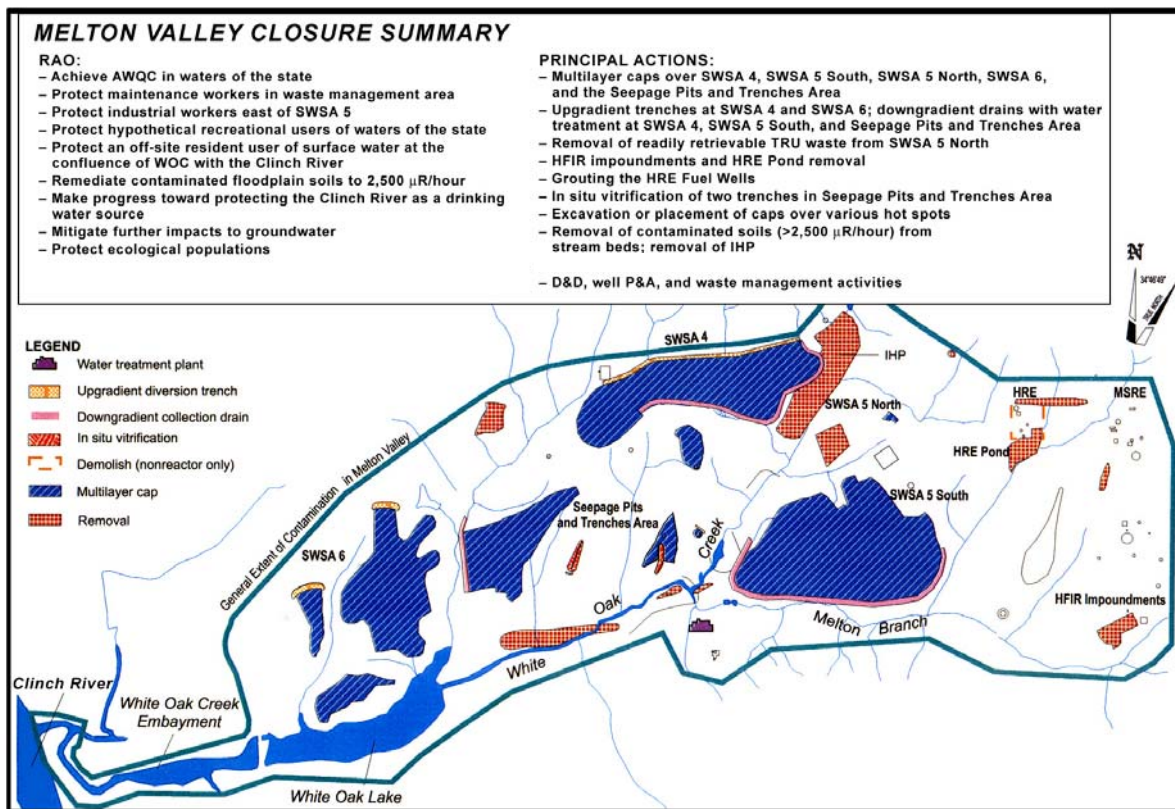 MELTON VALLEY CLOSURE SUMMARY
RAO:
– Achieve AWQC in waters of the state
– Protect maintenance workers in waste management area
– Protect industrial workers east of SWSA 5
– Protect hypothetical recreational users of waters of the state
– Protect an off-site resident user of surface water at the
confluence of WOC with the Clinch River
– Remediate contaminated floodplain soils to 2,500 µR/hour
– Make progress toward protecting the Clinch River as a drinking
water source
– Mitigate further impacts to groundwater
– Protect ecological populations
PRINCIPAL ACTIONS:
– Multilayer caps over SWSA 4, SWSA 5 South, SWSA 5 North, SWSA 6,
and the Seepage Pits and Trenches Area
– Upgradient trenches at SWSA 4 and SWSA 6; downgradient drains with water
treatment at SWSA 4, SWSA 5 South, and Seepage Pits and Trenches Area
– Removal of readily retrievable TRU waste from SWSA 5 North
– HFIR impoundments and HRE Pond removal
– Grouting the HRE Fuel Wells
– In situ vitrification of two trenches in Seepage Pits and Trenches Area
– Excavation or placement of caps over various hot spots
– Removal of contaminated soils (>2,500 µR/hour) from
stream beds; removal of IHP
– D&D, well P&A, and waste management activities
N
34°46'49"
TRUE NORTH
LEGEND
Water treatment plant
Upgradient diversion trench
Downgradient collection drain
In situ vitrification
Demolish (nonreactor only)
Multilayer cap
Removal
General Extent of Contamination in Melton Valley
SWSA 4
IHP
SWSA 5 North
HRE
MSRE
HRE Pond
SWSA 5 South
Seepage Pits
and Trenches Area
SWSA 6
White Oak Creek
Melton Branch
HFIR Impoundments
Clinch River
White Oak Creek
Embayment
White Oak Lake